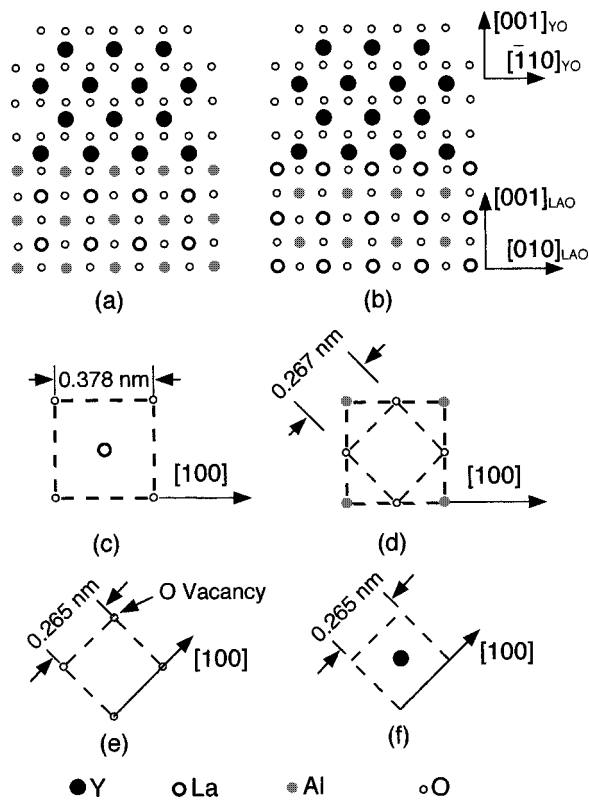 [001]YO
[1̄10]YO
[001]LAO
[010]LAO
(a)
(b)
0.378 nm
[100]
(c)
0.267 nm
[100]
(d)
0.265 nm
O Vacancy
[100]
(e)
0.265 nm
[100]
(f)
Y
La
Al
O